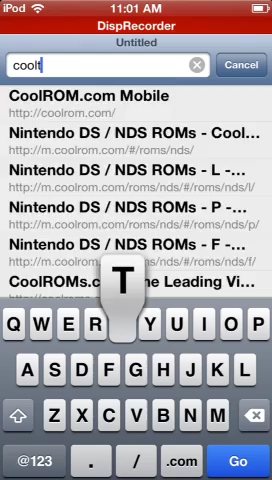 iPod 11:01 AM
DispRecorder
Untitled
coolt Cancel
CoolROM.com Mobile
http://coolrom.com/
Nintendo DS / NDS ROMs - Cool...
http://m.coolrom.com/#/roms/nds/
Nintendo DS / NDS ROMs - L -...
http://m.coolrom.com/roms/nds/#/roms/nds/l/
Nintendo DS / NDS ROMs - P -...
http://m.coolrom.com/roms/nds/#/roms/nds/p/
Nintendo DS / NDS ROMs - F -...
http://m.coolrom.com/roms/nds/#/roms/nds/f/
CoolROMs.c Leading Vi...
T
Q W E R Y U I O P
A S D F G H J K L
Z X C V B N M
@123 . / .com Go